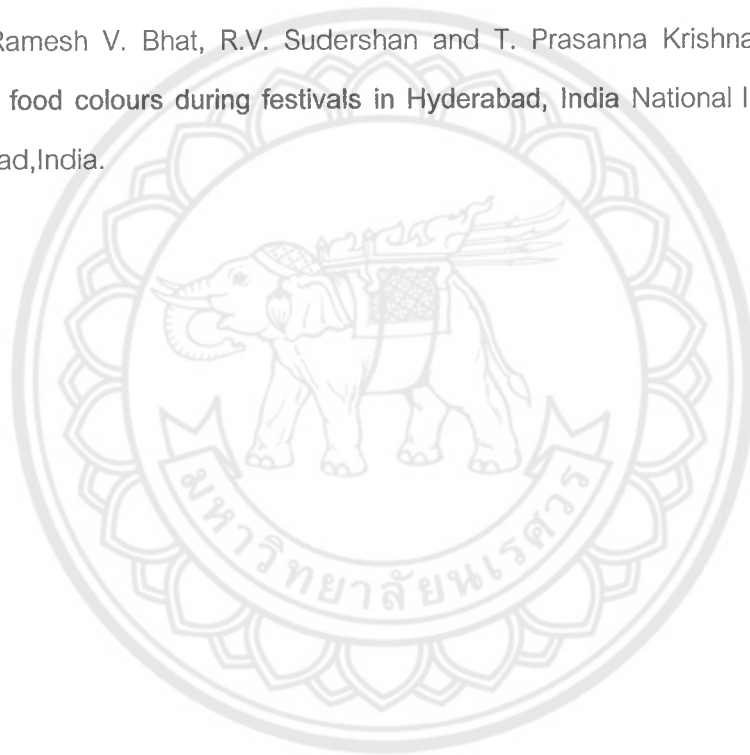 Ramesh V. Bhat, R.V. Sudershan and T. Prasanna Krishna
food colours during festivals in Hyderabad, India National I
ad,India.
มหาวิทยาลัยนเรศวร